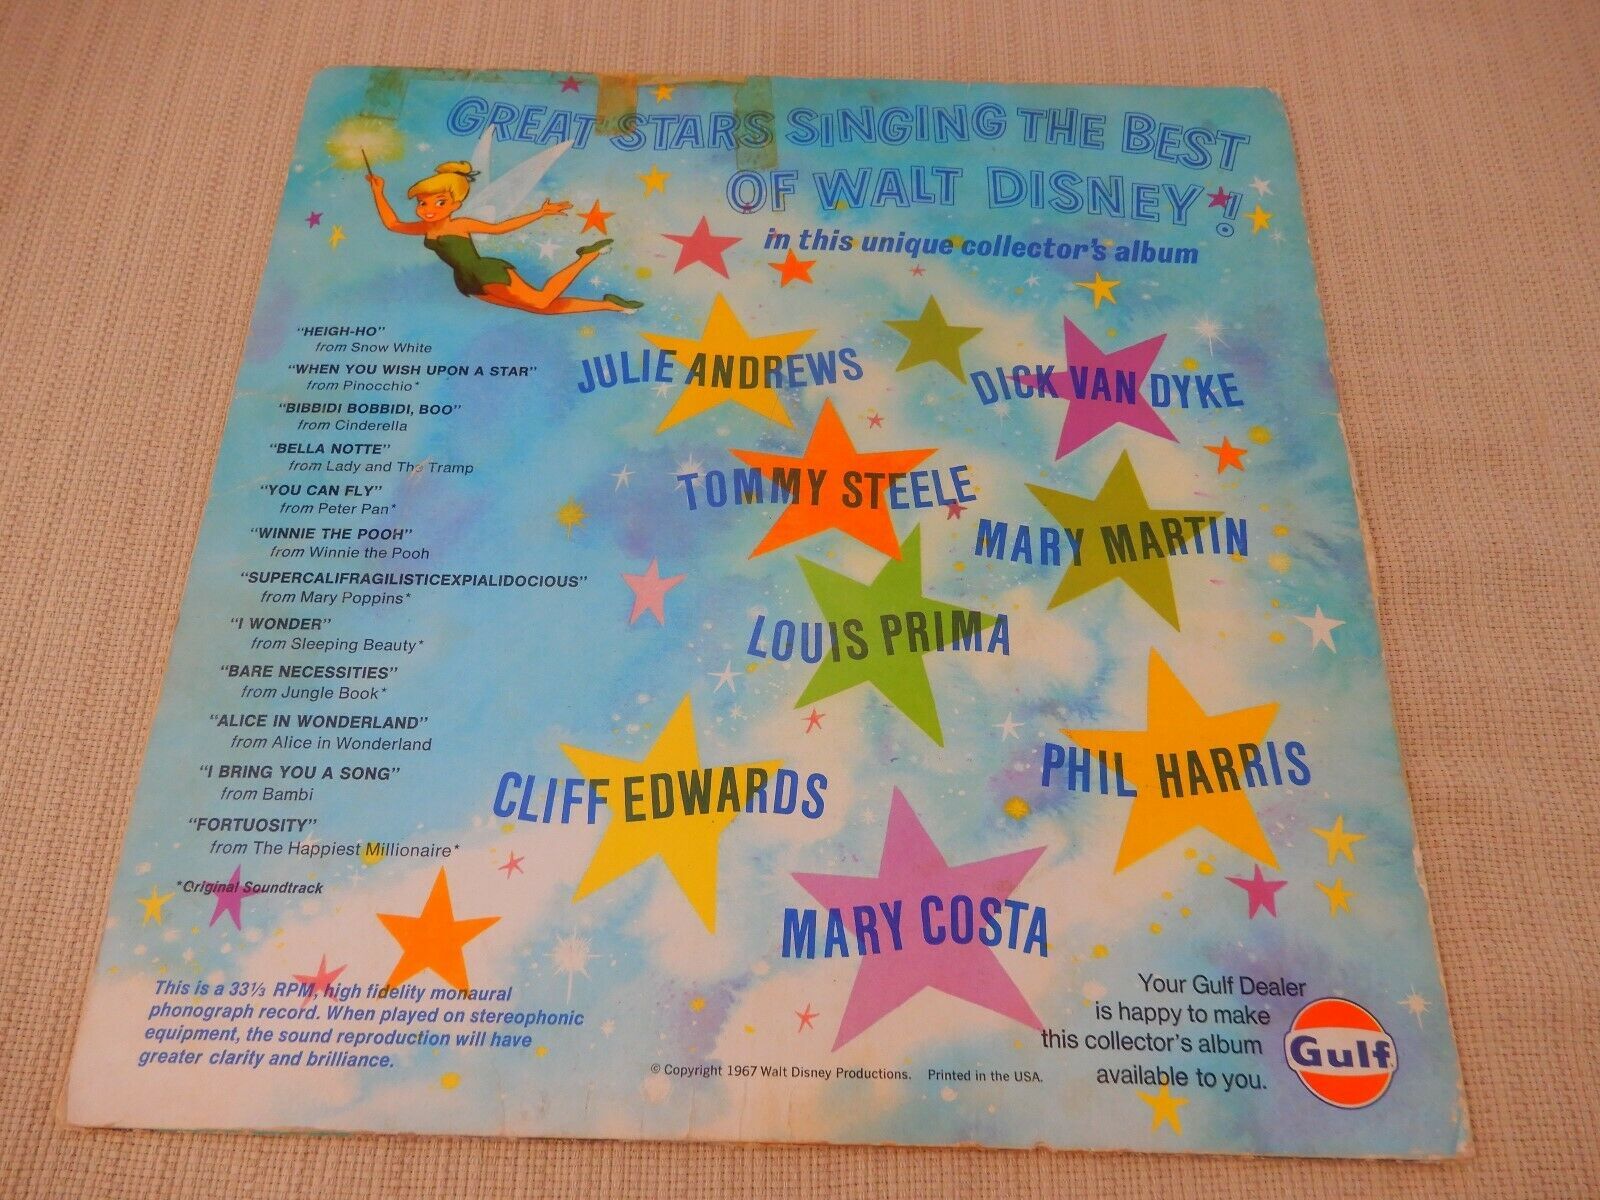 GREAT STARS SINGING THE BEST
OF WALT DISNEY!
in this unique collector's album
"HEIGH-HO"
from Snow White
"WHEN YOU WISH UPON A STAR"
from Pinocchio*
"BIBBIDI BOBBIDI, BOO"
from Cinderella
"BELLA NOTTE"
from Lady and The Tramp
"YOU CAN FLY"
from Peter Pan*
"WINNIE THE POOH"
from Winnie the Pooh
"SUPERCALIFRAGILISTICEXPIALIDOCIOUS"
from Mary Poppins*
"I WONDER"
from Sleeping Beauty*
"BARE NECESSITIES"
from Jungle Book*
"ALICE IN WONDERLAND"
from Alice in Wonderland
"I BRING YOU A SONG"
from Bambi
"FORTUOSITY"
from The Happiest Millionaire*
*Original Soundtrack
JULIE ANDREWS
DICK VAN DYKE
TOMMY STEELE
MARY MARTIN
LOUIS PRIMA
PHIL HARRIS
CLIFF EDWARDS
MARY COSTA
This is a 33⅓ RPM, high fidelity monaural
phonograph record. When played on stereophonic
equipment, the sound reproduction will have
greater clarity and brilliance.
© Copyright 1967 Walt Disney Productions. Printed in the USA.
Your Gulf Dealer
is happy to make
this collector's album
available to you.
Gulf